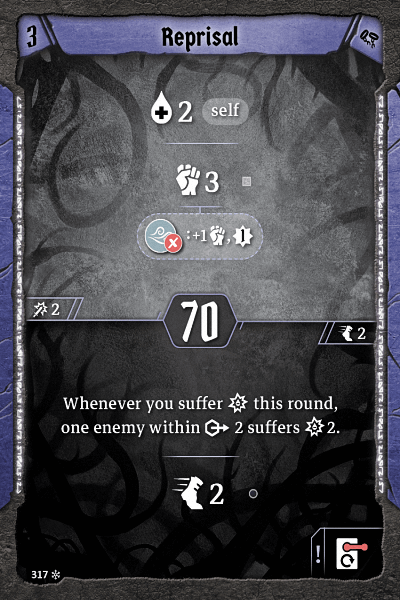 3
Reprisal
2 self
3
: +1 , 1
2
70
2
Whenever you suffer this round,
one enemy within 2 suffers 2.
2
!
317